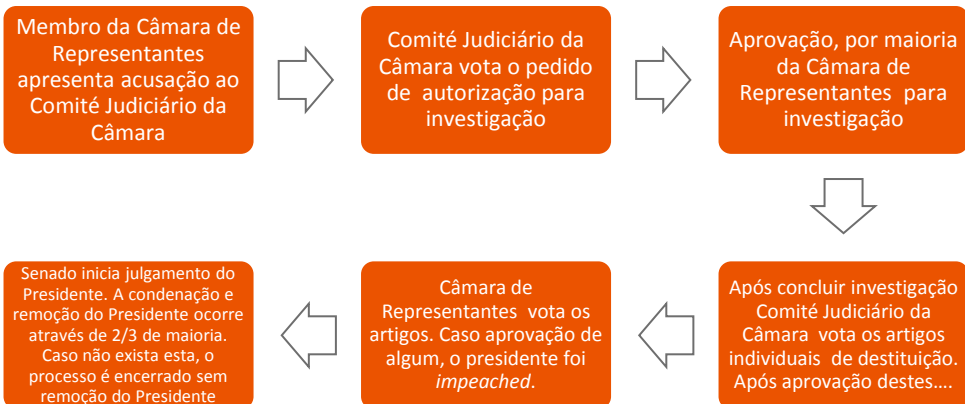 Membro da Câmara de
Representantes
apresenta acusação ao
Comité Judiciário da
Câmara
Comité Judiciário da
Câmara vota o pedido
de autorização para
investigação
Aprovação, por maioria
da Câmara de
Representantes para
investigação
Após concluir investigação
Comité Judiciário da
Câmara vota os artigos
individuais de destituição.
Após aprovação destes....
Câmara de
Representantes vota os
artigos. Caso aprovação de
algum, o presidente foi
impeached.
Senado inicia julgamento do
Presidente. A condenação e
remoção do Presidente ocorre
através de 2/3 de maioria.
Caso não exista esta, o
processo é encerrado sem
remoção do Presidente